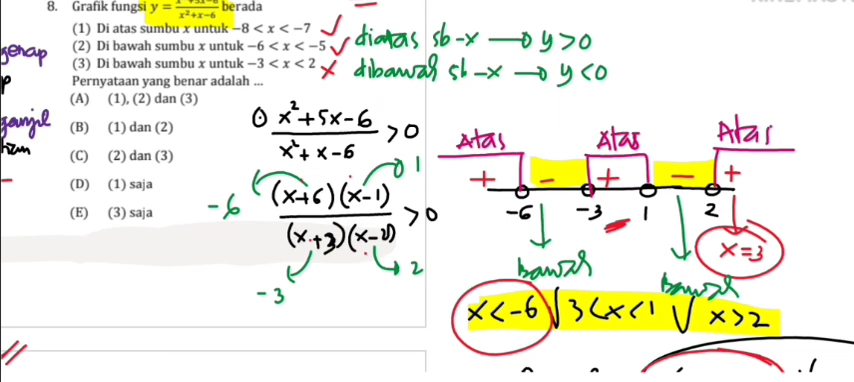 8. Grafik fungsi y = x²+5x−6 / x²+x−6 berada
(1) Di atas sumbu x untuk −8 < x < −7 ✓
(2) Di bawah sumbu x untuk −6 < x < −5 ✓
(3) Di bawah sumbu x untuk −3 < x < 2 ✗
Pernyataan yang benar adalah ...
(A) (1), (2) dan (3)
(B) (1) dan (2)
(C) (2) dan (3)
(D) (1) saja
(E) (3) saja
genap
P
ganjil
−
diatas sb-x → y>0
dibawah sb-x → y<0
x²+5x−6 / x²+x−6 >0
(x+6)(x−1) / (x+3)(x−2) >0
−6
1
−3
2
Atas Atas Atas
+ − + − +
−6 −3 1 2
x=3
bawah
bawah
x<−6 √ 3<x<1 √ x>2